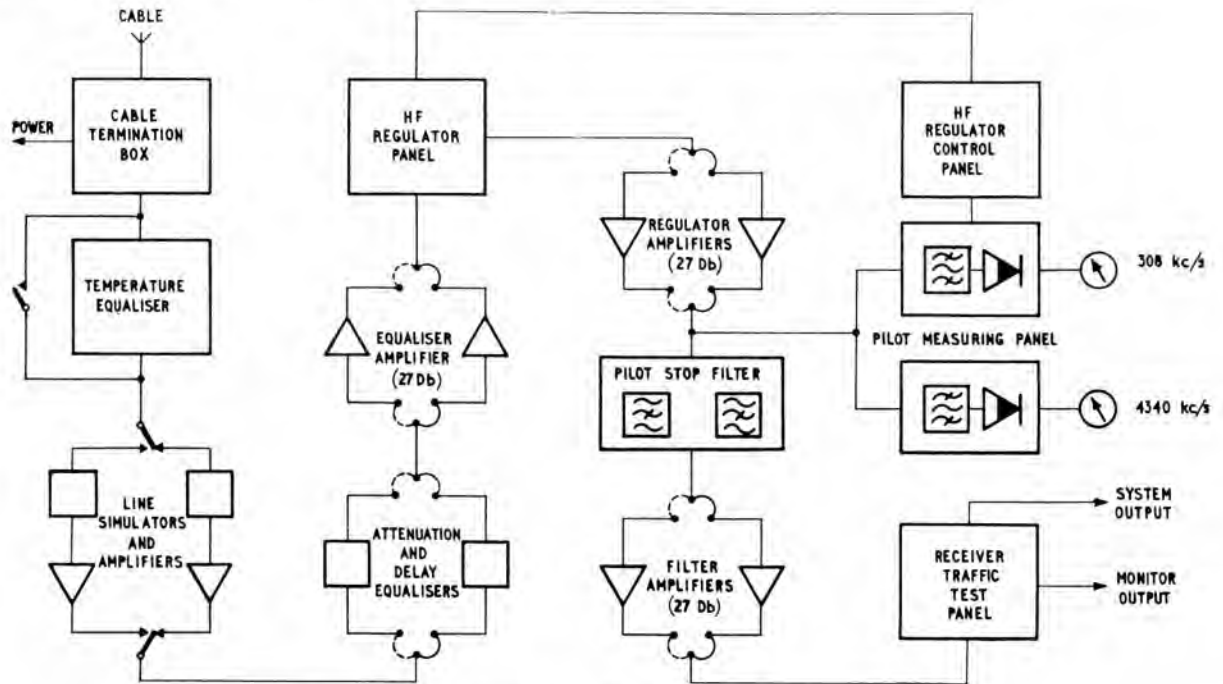 CABLE
CABLE
TERMINATION
BOX
POWER
TEMPERATURE
EQUALISER
LINE
SIMULATORS
AND
AMPLIFIERS
HF
REGULATOR
PANEL
EQUALISER
AMPLIFIER
(27 Db)
ATTENUATION
AND
DELAY
EQUALISERS
REGULATOR
AMPLIFIERS
(27 Db)
PILOT STOP FILTER
FILTER
AMPLIFIERS
(27 Db)
HF
REGULATOR
CONTROL
PANEL
308 kc/s
PILOT MEASURING PANEL
4340 kc/s
RECEIVER
TRAFFIC
TEST
PANEL
SYSTEM
OUTPUT
MONITOR
OUTPUT